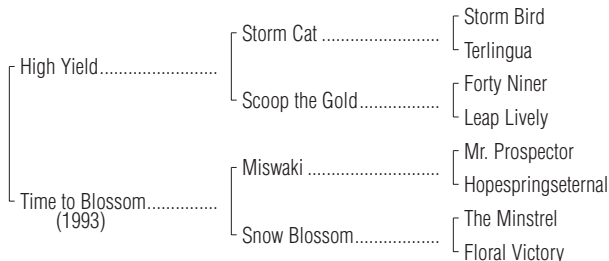 Storm Bird
Storm Cat ........................
Terlingua
High Yield........................
Forty Niner
Scoop the Gold................
Leap Lively
Mr. Prospector
Miswaki ..........................
Hopespringseternal
Time to Blossom..............
(1993)
The Minstrel
Snow Blossom.................
Floral Victory